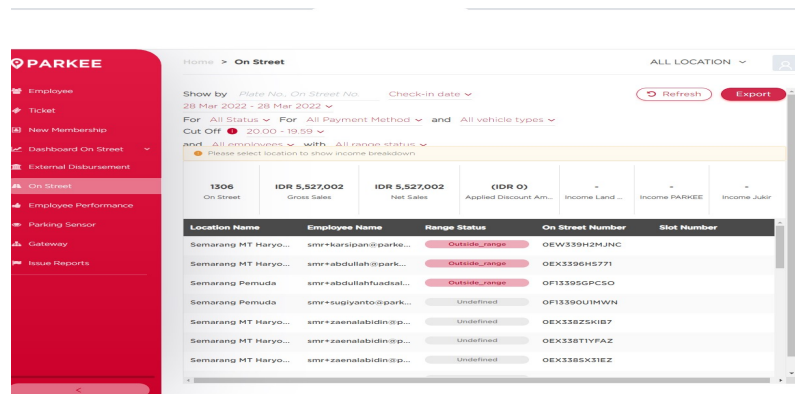 PARKEE
Home > On Street
ALL LOCATION
Employee
Ticket
New Membership
Dashboard On Street
External Disbursement
On Street
Employee Performance
Parking Sensor
Gateway
Issue Reports
<
Show by Plate No., On Street No. Check-in date
Refresh
Export
28 Mar 2022 - 28 Mar 2022
For All Status For All Payment Method and All vehicle types
Cut Off 20.00 - 19.59
and All employees with All range status
Please select location to show income breakdown
1306 IDR 5,527,002 IDR 5,527,002 (IDR 0) - - -
On Street Gross Sales Net Sales Applied Discount Am... Income Land ... Income PARKEE Income Jukir
Location Name Employee Name Range Status On Street Number Slot Number
Semarang MT Haryo... smr+karsipan@parke... Outside_range OEW339H2MJNC
Semarang MT Haryo... smr+abdullah@park... Outside_range OEX3396HS771
Semarang Pemuda smr+abdullahfuadsal... Outside_range OF1339SGPCSO
Semarang Pemuda smr+sugiyanto@park... Undefined OF13390U1MWN
Semarang MT Haryo... smr+zaenalabidin@p... Undefined OEX338ZSKIB7
Semarang MT Haryo... smr+zaenalabidin@p... Undefined OEX338T1YFAZ
Semarang MT Haryo... smr+zaenalabidin@p... Undefined OEX338SX31EZ